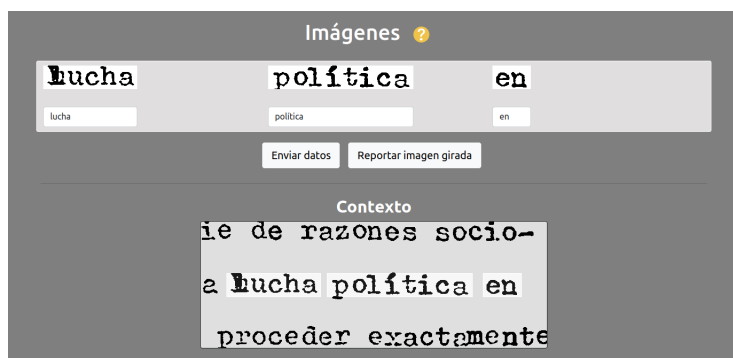 Imágenes ?
lucha política en
lucha política en
Enviar datos Reportar imagen girada
Contexto
ie de razones socio-
a lucha política en
proceder exactamente